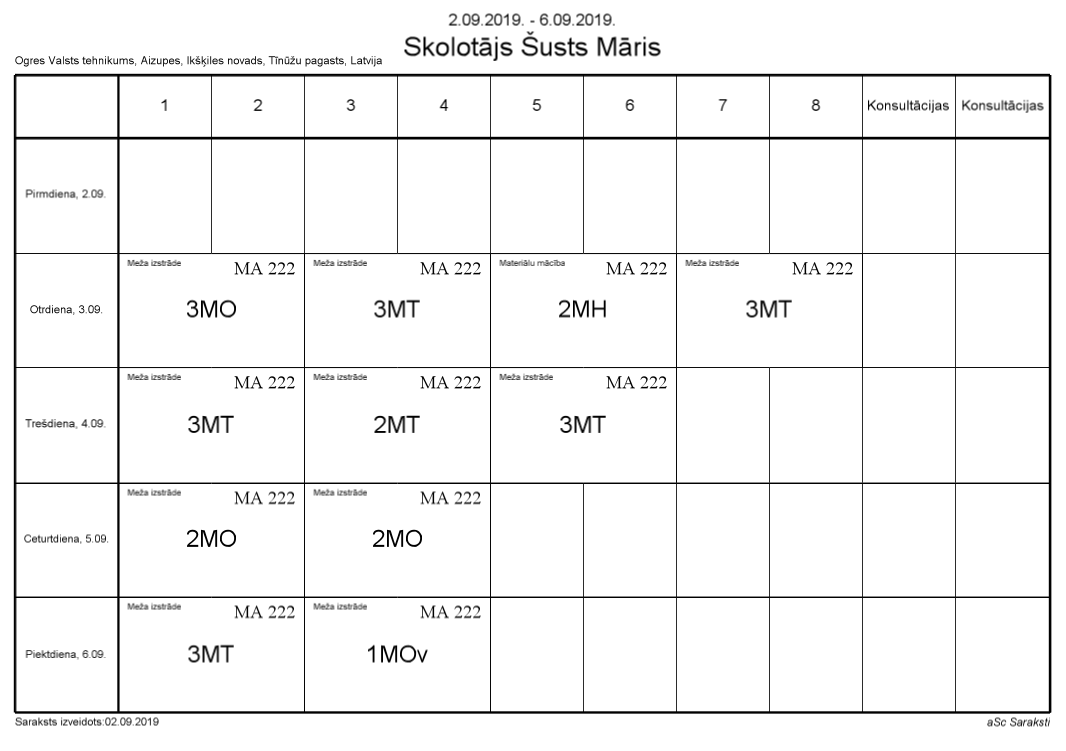 2.09.2019. - 6.09.2019.
Skolotājs Šusts Māris
Ogres Valsts tehnikums, Aizupes, Ikšķiles novads, Tīnūžu pagasts, Latvija
1 2 3 4 5 6 7 8 Konsultācijas Konsultācijas
Pirmdiena, 2.09.
Meža izstrāde MA 222 Meža izstrāde MA 222 Materiālu mācība MA 222 Meža izstrāde MA 222
Otrdiena, 3.09. 3MO 3MT 2MH 3MT
Meža izstrāde MA 222 Meža izstrāde MA 222 Meža izstrāde MA 222
Trešdiena, 4.09. 3MT 2MT 3MT
Meža izstrāde MA 222 Meža izstrāde MA 222
Ceturtdiena, 5.09. 2MO 2MO
Meža izstrāde MA 222 Meža izstrāde MA 222
Piektdiena, 6.09. 3MT 1MOv
Saraksts izveidots:02.09.2019 aSc Saraksti